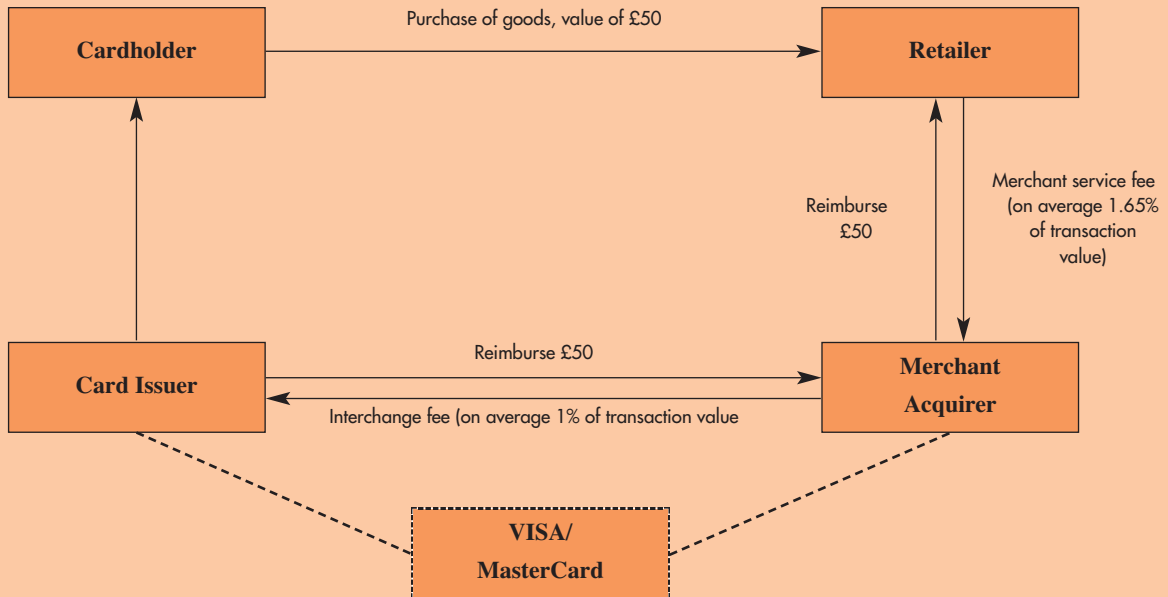 Purchase of goods, value of £50
Cardholder
Retailer
Reimburse
£50
Merchant service fee
(on average 1.65%
of transaction
value)
Reimburse £50
Card Issuer
Merchant
Acquirer
Interchange fee (on average 1% of transaction value
VISA/
MasterCard